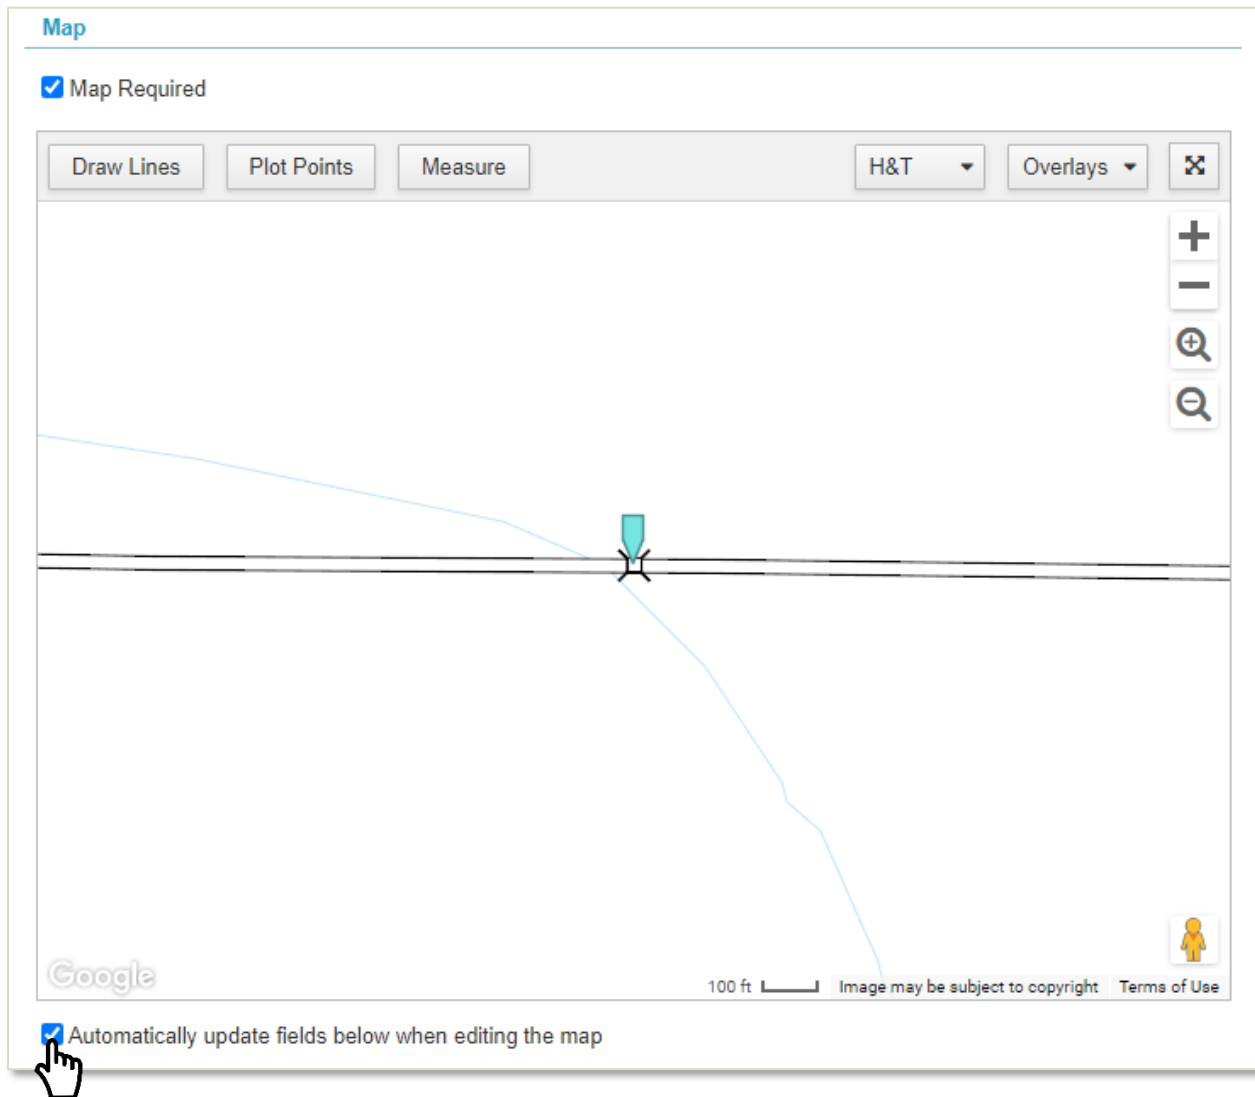 Map
Map Required
Draw Lines Plot Points Measure H&T Overlays
Google
100 ft Image may be subject to copyright Terms of Use
Automatically update fields below when editing the map